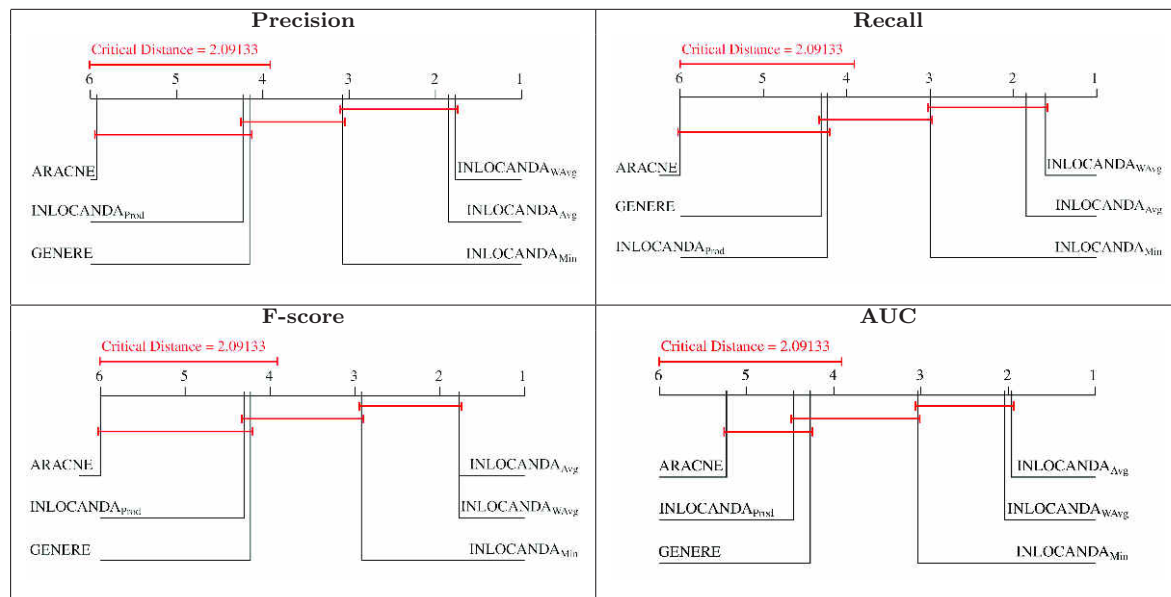 Precision
Critical Distance = 2.09133
6 5 4 3 2 1
ARACNE
INLOCANDA_WAvg
INLOCANDA_Prod
INLOCANDA_Avg
GENERE
INLOCANDA_Min
Recall
Critical Distance = 2.09133
6 5 4 3 2 1
ARACNE
INLOCANDA_WAvg
GENERE
INLOCANDA_Avg
INLOCANDA_Prod
INLOCANDA_Min
F-score
Critical Distance = 2.09133
6 5 4 3 2 1
ARACNE
INLOCANDA_Avg
INLOCANDA_Prod
INLOCANDA_WAvg
GENERE
INLOCANDA_Min
AUC
Critical Distance = 2.09133
6 5 4 3 2 1
ARACNE
INLOCANDA_Avg
INLOCANDA_Prod
INLOCANDA_WAvg
GENERE
INLOCANDA_Min